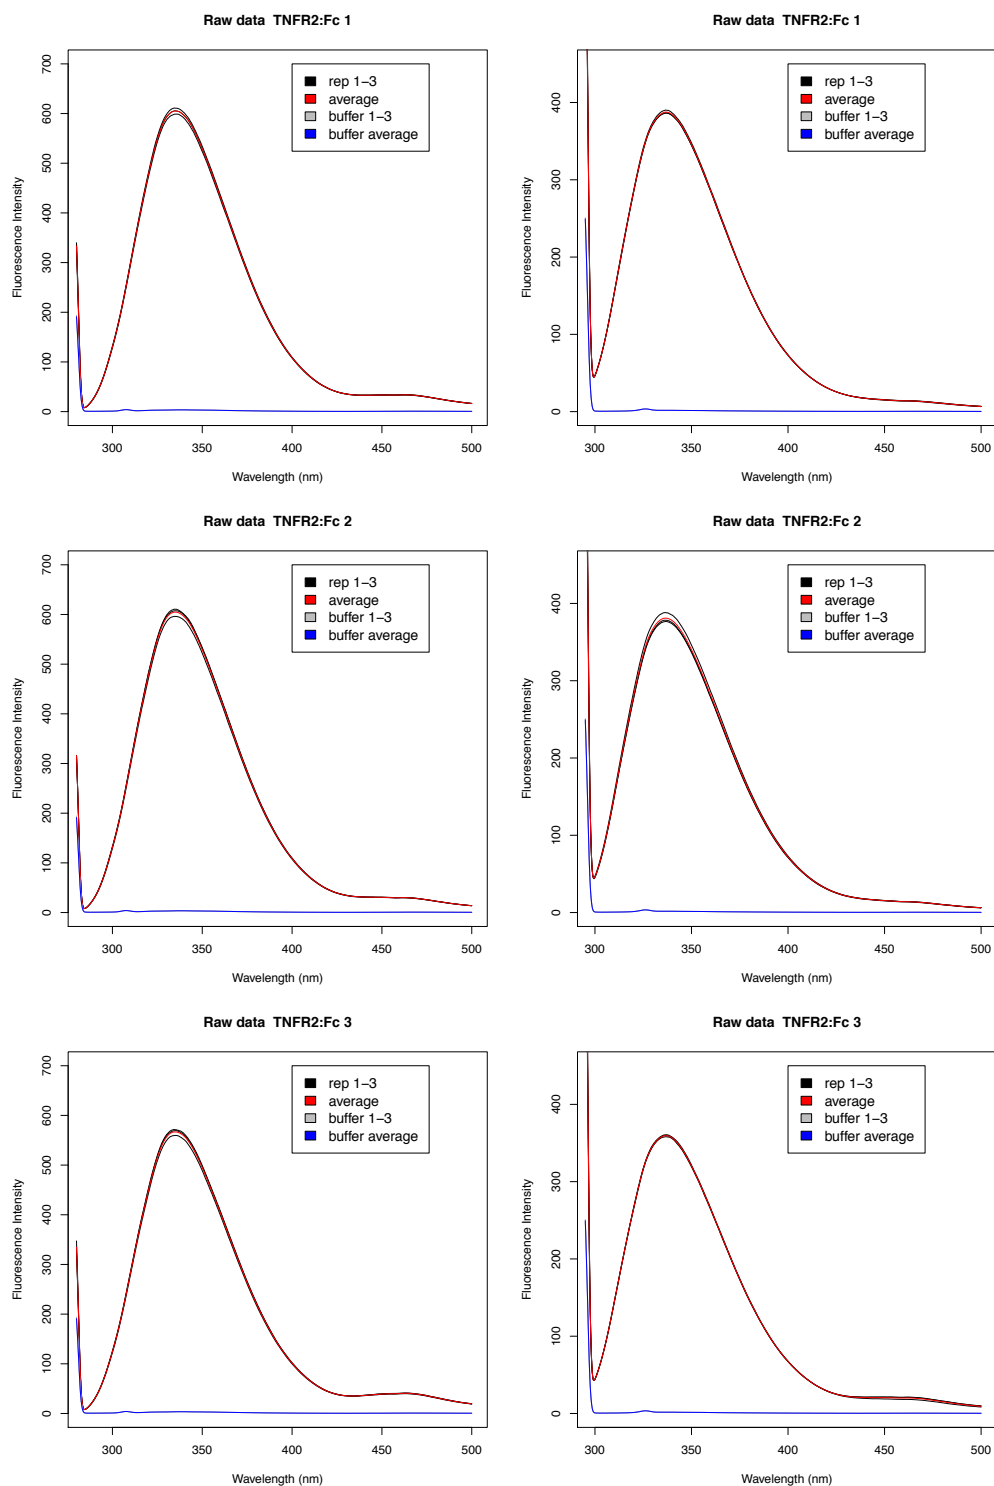 Raw data  TNFR2:Fc 1
Fluorescence Intensity
700
600
500
400
300
200
100
0
rep 1−3
average
buffer 1−3
buffer average
300 350 400 450 500
Wavelength (nm)
Raw data  TNFR2:Fc 1
Fluorescence Intensity
400
300
200
100
0
rep 1−3
average
buffer 1−3
buffer average
300 350 400 450 500
Wavelength (nm)
Raw data  TNFR2:Fc 2
Fluorescence Intensity
700
600
500
400
300
200
100
0
rep 1−3
average
buffer 1−3
buffer average
300 350 400 450 500
Wavelength (nm)
Raw data  TNFR2:Fc 2
Fluorescence Intensity
400
300
200
100
0
rep 1−3
average
buffer 1−3
buffer average
300 350 400 450 500
Wavelength (nm)
Raw data  TNFR2:Fc 3
Fluorescence Intensity
700
600
500
400
300
200
100
0
rep 1−3
average
buffer 1−3
buffer average
300 350 400 450 500
Wavelength (nm)
Raw data  TNFR2:Fc 3
Fluorescence Intensity
400
300
200
100
0
rep 1−3
average
buffer 1−3
buffer average
300 350 400 450 500
Wavelength (nm)